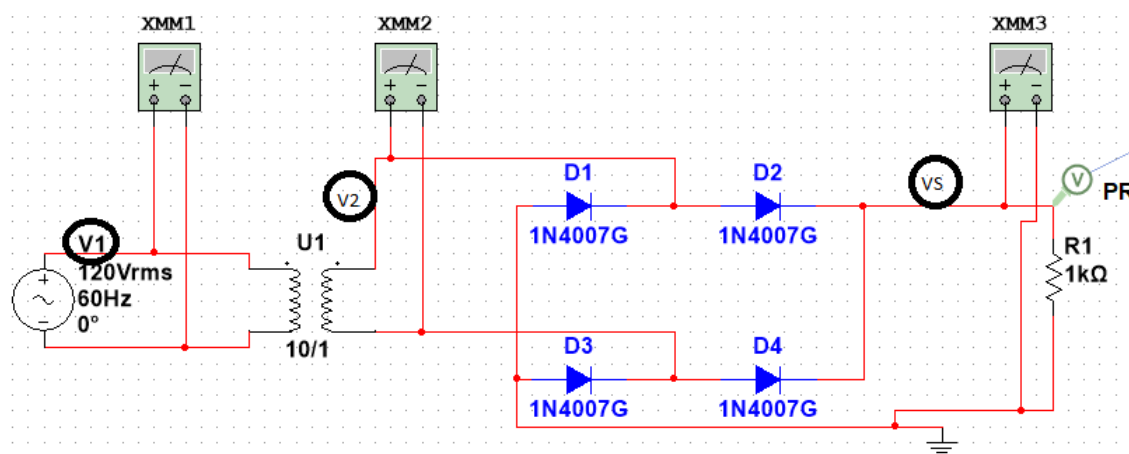 XMM1
XMM2
XMM3
+ −
+ −
+ −
V1
120Vrms
60Hz
0°
+
−
U1
10/1
V2
D1
1N4007G
D2
1N4007G
D3
1N4007G
D4
1N4007G
VS
V
PR
R1
1kΩ